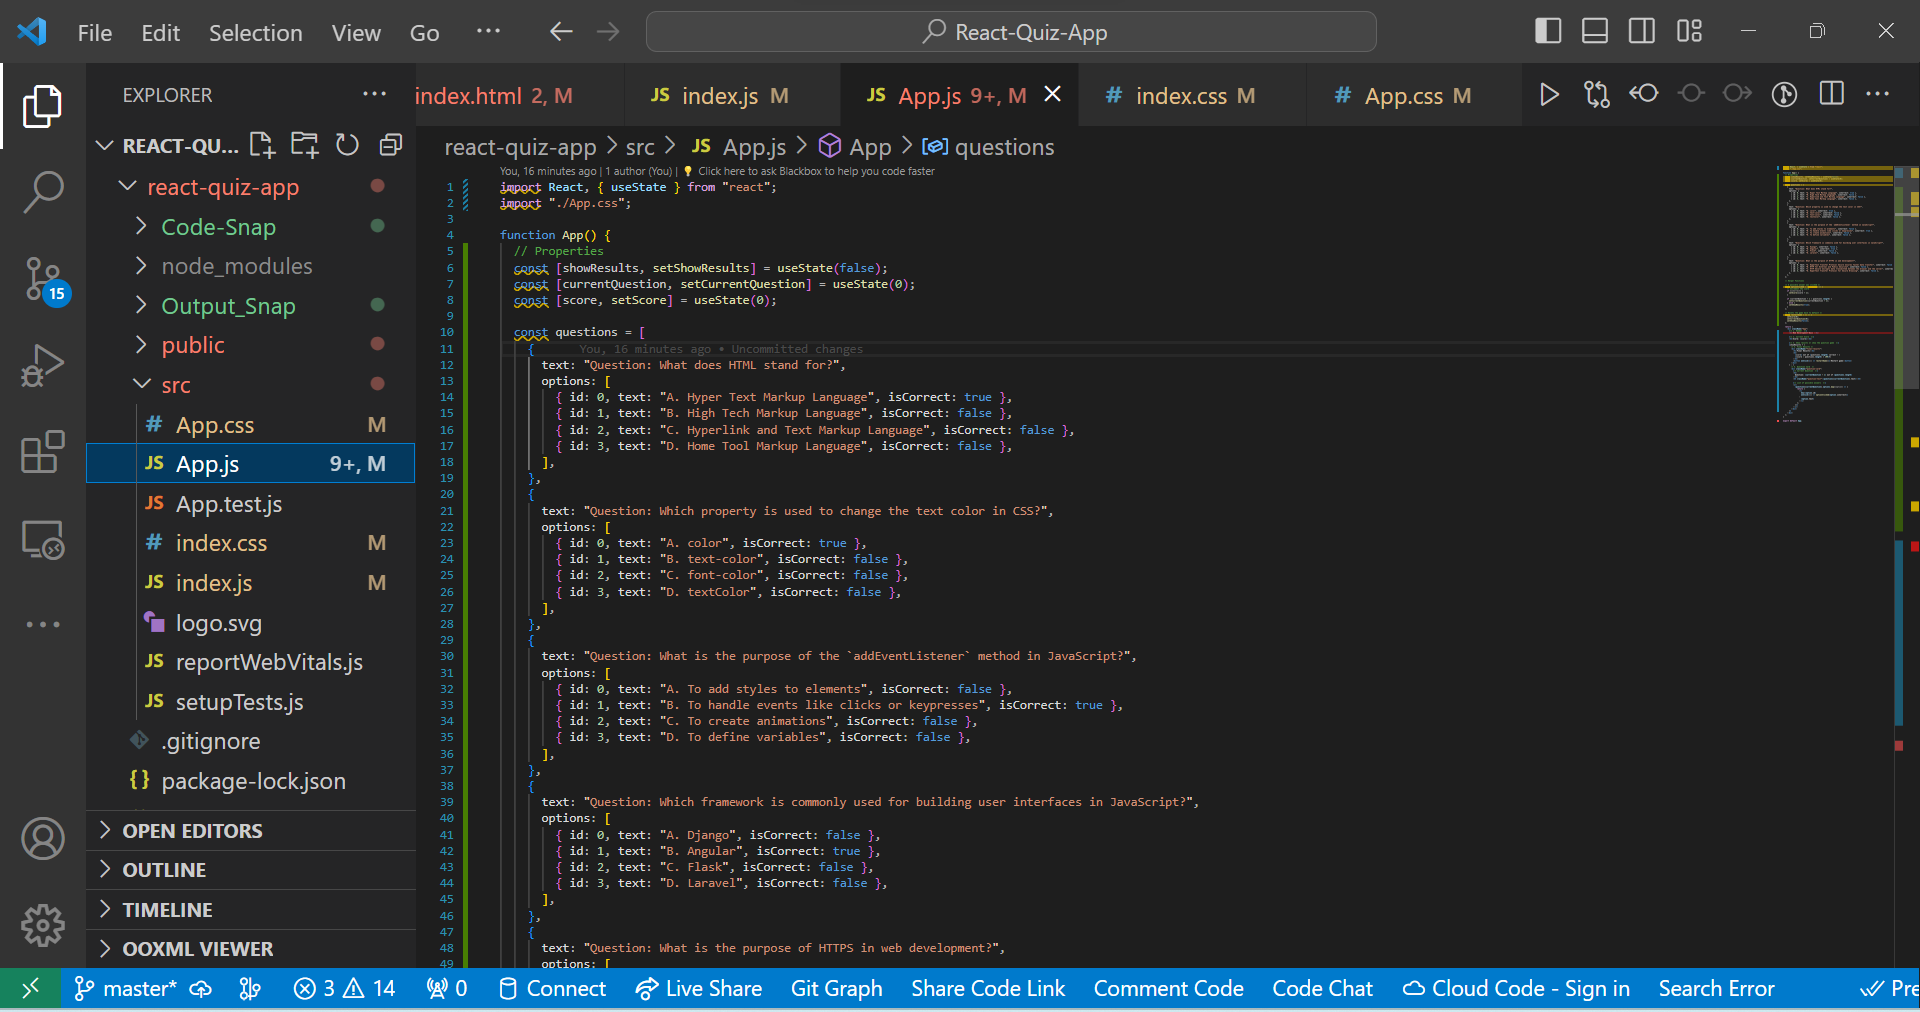 File Edit Selection View Go ··· React-Quiz-App
EXPLORER ···
index.html 2, M
JS index.js M
JS App.js 9+, M
# index.css M
# App.css M
REACT-QU...
react-quiz-app > src > JS App.js > App > questions
react-quiz-app
Code-Snap
node_modules
Output_Snap
public
src
# App.css M
JS App.js 9+, M
JS App.test.js
# index.css M
JS index.js M
logo.svg
JS reportWebVitals.js
JS setupTests.js
.gitignore
{} package-lock.json
OPEN EDITORS
OUTLINE
TIMELINE
OOXML VIEWER
15
You, 16 minutes ago | 1 author (You) | 💡 Click here to ask Blackbox to help you code faster
1 import React, { useState } from "react";
2 import "./App.css";
3
4 function App() {
5 // Properties
6 const [showResults, setShowResults] = useState(false);
7 const [currentQuestion, setCurrentQuestion] = useState(0);
8 const [score, setScore] = useState(0);
9
10 const questions = [
11 { You, 16 minutes ago • Uncommitted changes
12 text: "Question: What does HTML stand for?",
13 options: [
14 { id: 0, text: "A. Hyper Text Markup Language", isCorrect: true },
15 { id: 1, text: "B. High Tech Markup Language", isCorrect: false },
16 { id: 2, text: "C. Hyperlink and Text Markup Language", isCorrect: false },
17 { id: 3, text: "D. Home Tool Markup Language", isCorrect: false },
18 ],
19 },
20 {
21 text: "Question: Which property is used to change the text color in CSS?",
22 options: [
23 { id: 0, text: "A. color", isCorrect: true },
24 { id: 1, text: "B. text-color", isCorrect: false },
25 { id: 2, text: "C. font-color", isCorrect: false },
26 { id: 3, text: "D. textColor", isCorrect: false },
27 ],
28 },
29 {
30 text: "Question: What is the purpose of the `addEventListener` method in JavaScript?",
31 options: [
32 { id: 0, text: "A. To add styles to elements", isCorrect: false },
33 { id: 1, text: "B. To handle events like clicks or keypresses", isCorrect: true },
34 { id: 2, text: "C. To create animations", isCorrect: false },
35 { id: 3, text: "D. To define variables", isCorrect: false },
36 ],
37 },
38 {
39 text: "Question: Which framework is commonly used for building user interfaces in JavaScript?",
40 options: [
41 { id: 0, text: "A. Django", isCorrect: false },
42 { id: 1, text: "B. Angular", isCorrect: true },
43 { id: 2, text: "C. Flask", isCorrect: false },
44 { id: 3, text: "D. Laravel", isCorrect: false },
45 ],
46 },
47 {
48 text: "Question: What is the purpose of HTTPS in web development?",
49 options: [
master* 3 14 0 Connect Live Share Git Graph Share Code Link Comment Code Code Chat Cloud Code - Sign in Search Error Pre